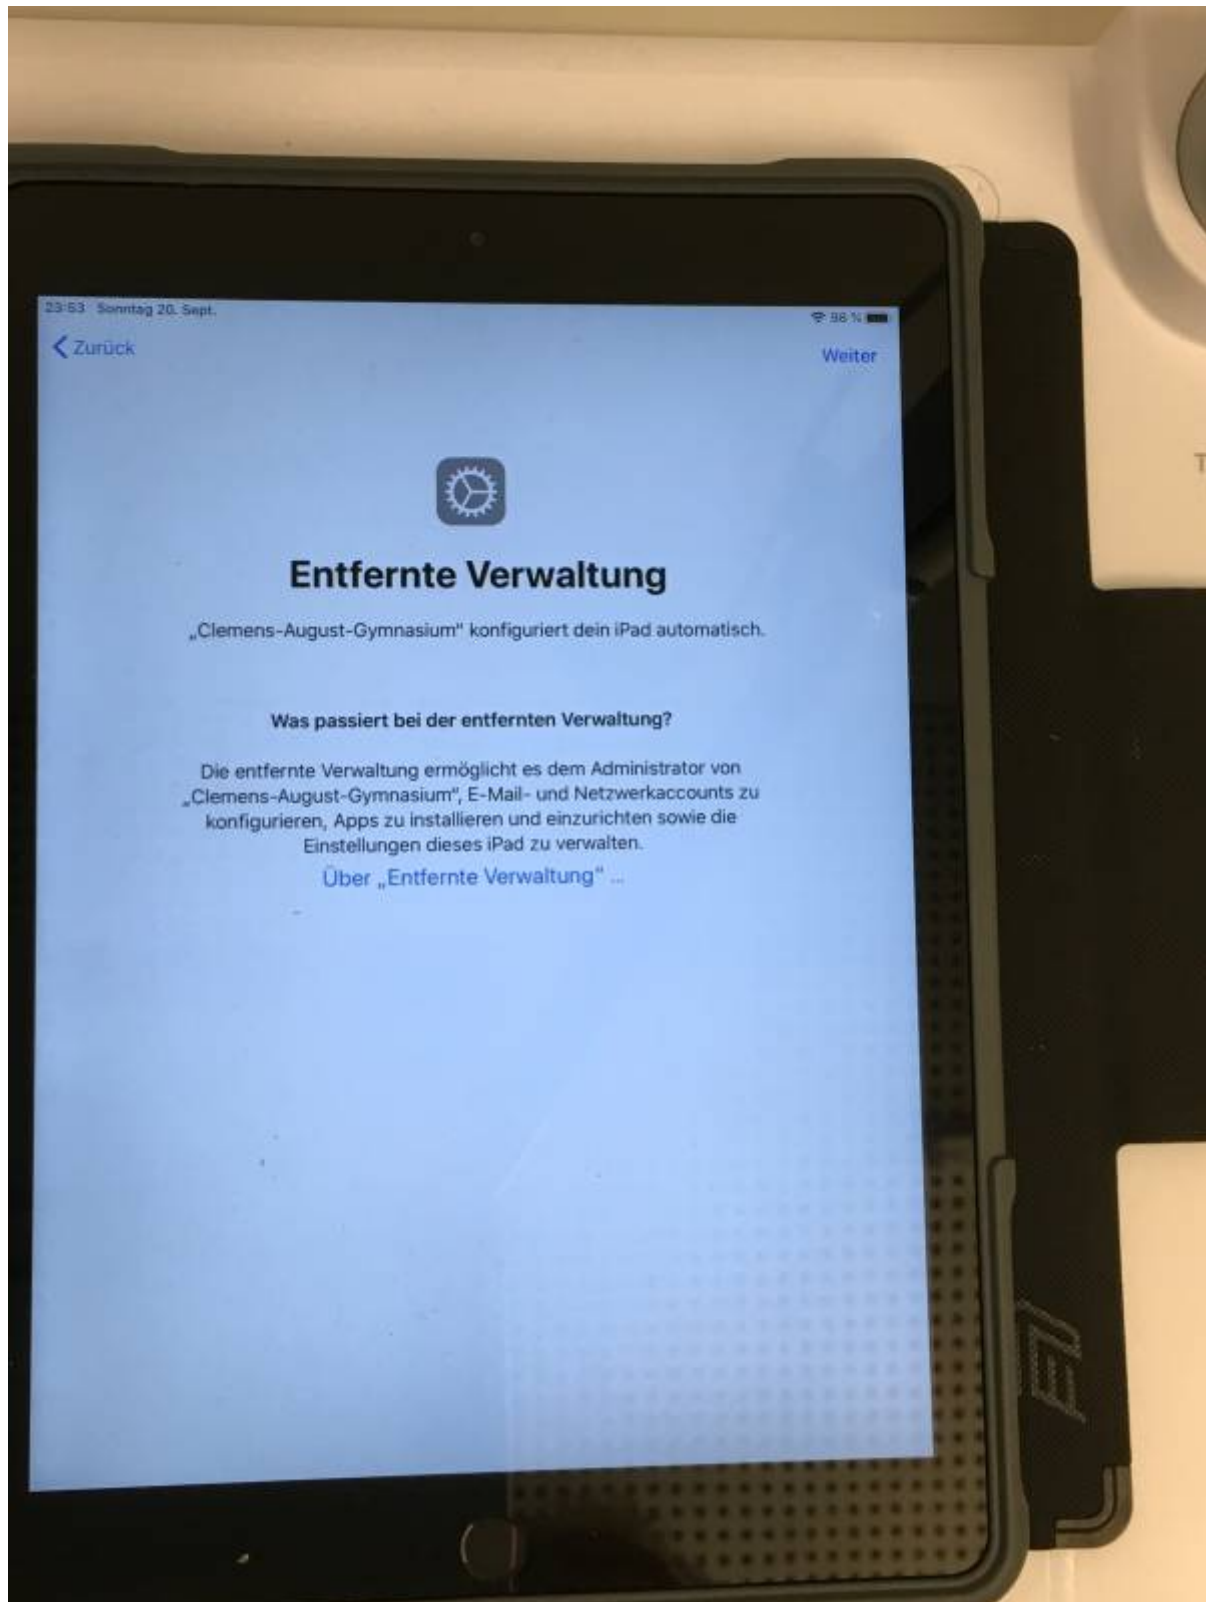 23:53 Sonntag 20. Sept.
98 %
Zurück
Weiter
Entfernte Verwaltung
„Clemens-August-Gymnasium" konfiguriert dein iPad automatisch.
Was passiert bei der entfernten Verwaltung?
Die entfernte Verwaltung ermöglicht es dem Administrator von
„Clemens-August-Gymnasium", E-Mail- und Netzwerkaccounts zu
konfigurieren, Apps zu installieren und einzurichten sowie die
Einstellungen dieses iPad zu verwalten.
Über „Entfernte Verwaltung" ...